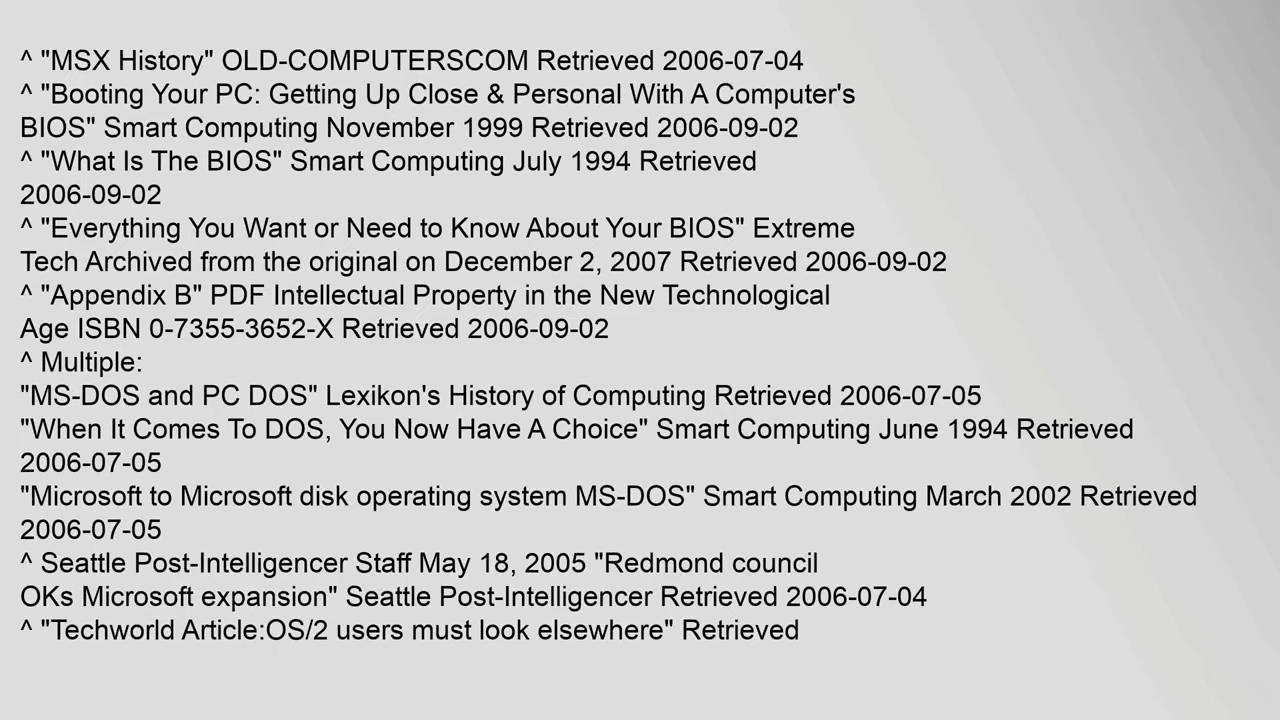 ^ "MSX History" OLD-COMPUTERSCOM Retrieved 2006-07-04
^ "Booting Your PC: Getting Up Close & Personal With A Computer's
BIOS" Smart Computing November 1999 Retrieved 2006-09-02
^ "What Is The BIOS" Smart Computing July 1994 Retrieved
2006-09-02
^ "Everything You Want or Need to Know About Your BIOS" Extreme
Tech Archived from the original on December 2, 2007 Retrieved 2006-09-02
^ "Appendix B" PDF Intellectual Property in the New Technological
Age ISBN 0-7355-3652-X Retrieved 2006-09-02
^ Multiple:
"MS-DOS and PC DOS" Lexikon's History of Computing Retrieved 2006-07-05
"When It Comes To DOS, You Now Have A Choice" Smart Computing June 1994 Retrieved
2006-07-05
"Microsoft to Microsoft disk operating system MS-DOS" Smart Computing March 2002 Retrieved
2006-07-05
^ Seattle Post-Intelligencer Staff May 18, 2005 "Redmond council
OKs Microsoft expansion" Seattle Post-Intelligencer Retrieved 2006-07-04
^ "Techworld Article:OS/2 users must look elsewhere" Retrieved